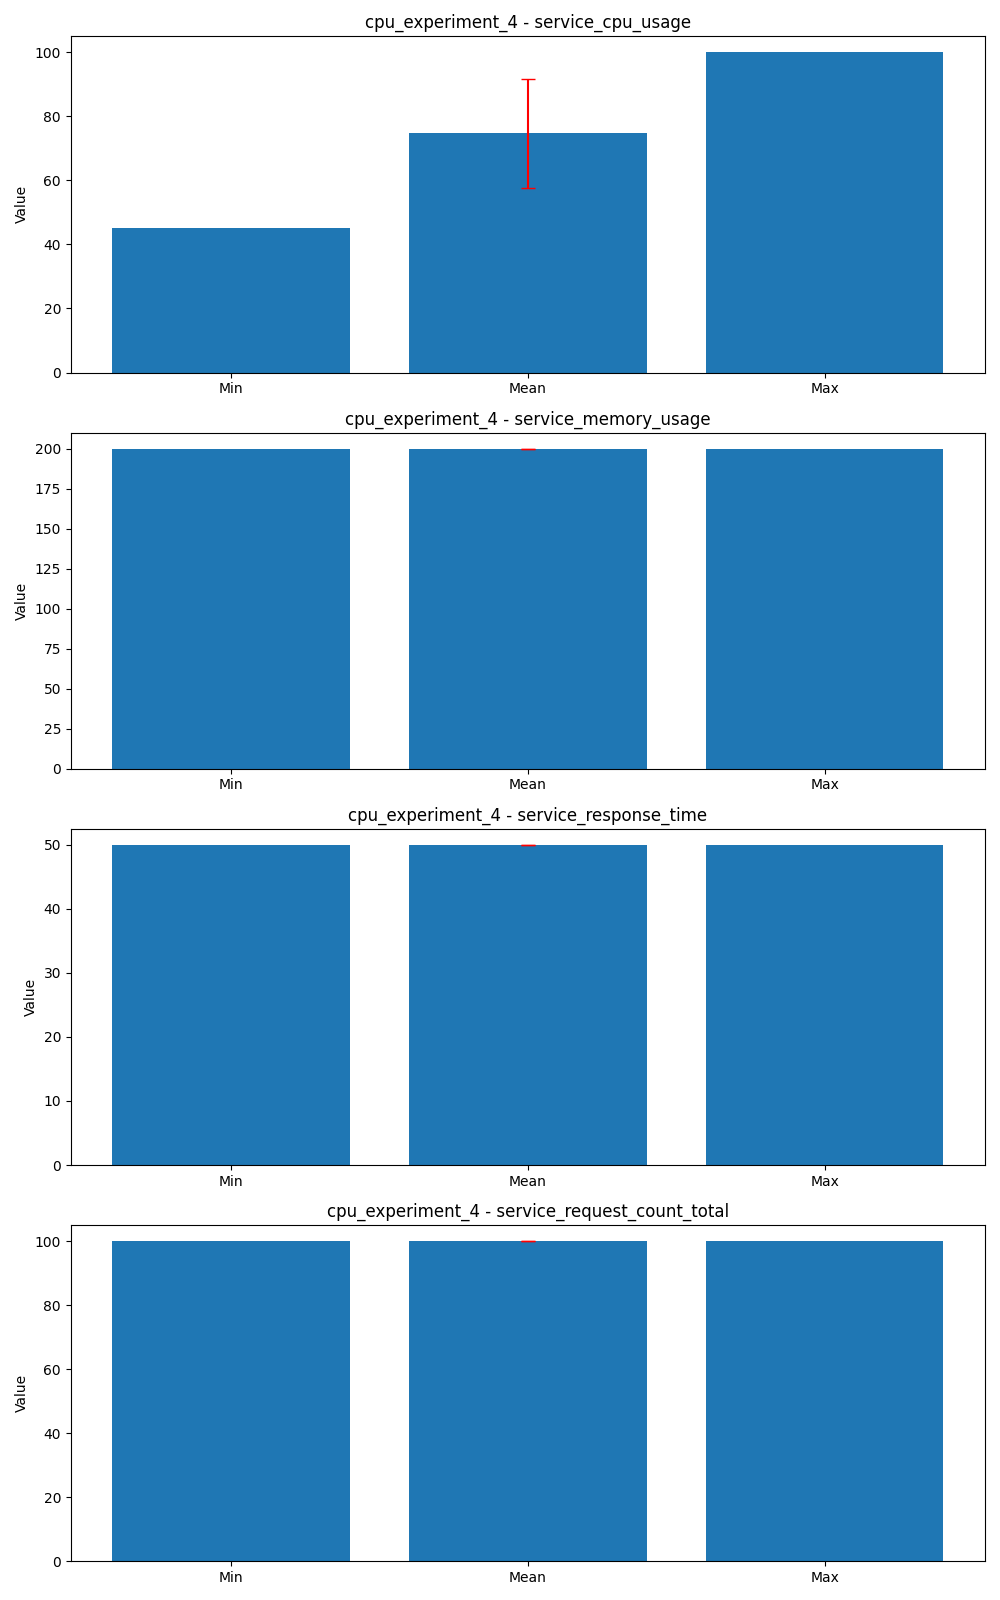 cpu_experiment_4 - service_cpu_usage
100
80
60
40
20
0
Value
Min
Mean
Max
cpu_experiment_4 - service_memory_usage
200
175
150
125
100
75
50
25
0
Value
Min
Mean
Max
cpu_experiment_4 - service_response_time
50
40
30
20
10
0
Value
Min
Mean
Max
cpu_experiment_4 - service_request_count_total
100
80
60
40
20
0
Value
Min
Mean
Max